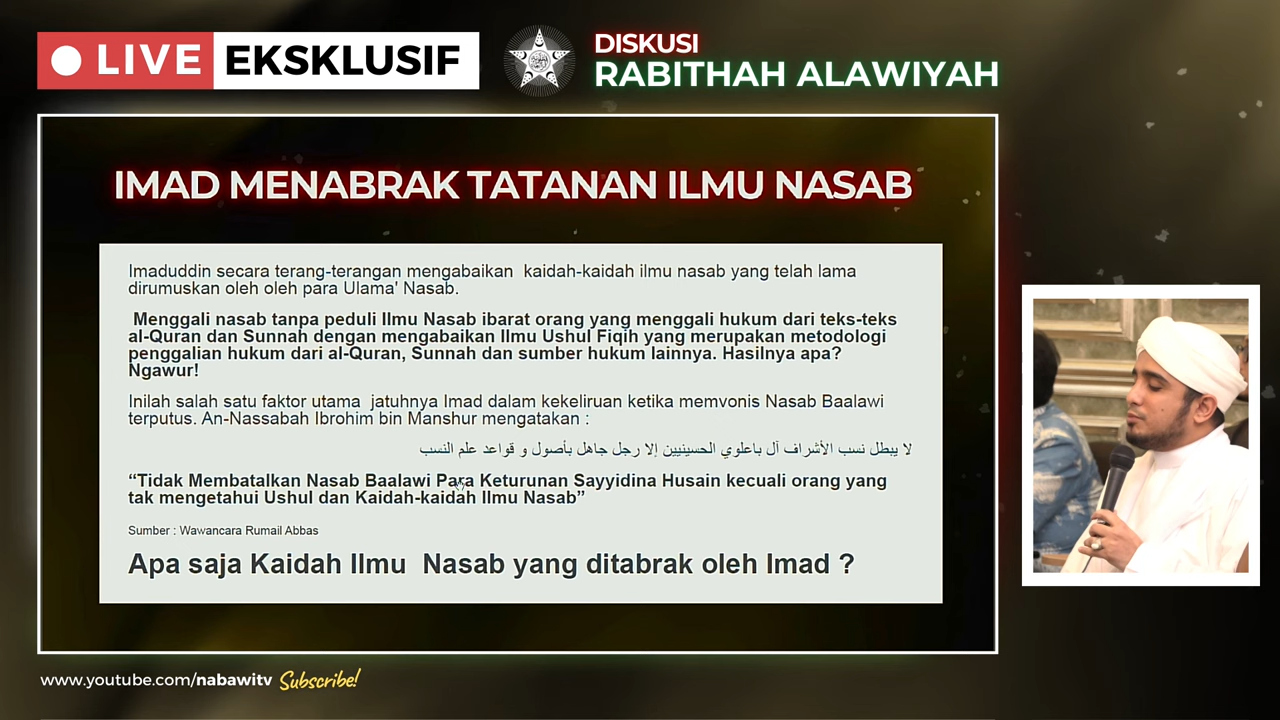 LIVE EKSKLUSIF
DISKUSI
RABITHAH ALAWIYAH
IMAD MENABRAK TATANAN ILMU NASAB
Imaduddin secara terang-terangan mengabaikan kaidah-kaidah ilmu nasab yang telah lama
dirumuskan oleh oleh para Ulama' Nasab.
Menggali nasab tanpa peduli Ilmu Nasab ibarat orang yang menggali hukum dari teks-teks
al-Quran dan Sunnah dengan mengabaikan Ilmu Ushul Fiqih yang merupakan metodologi
penggalian hukum dari al-Quran, Sunnah dan sumber hukum lainnya. Hasilnya apa?
Ngawur!
Inilah salah satu faktor utama jatuhnya Imad dalam kekeliruan ketika memvonis Nasab Baalawi
terputus. An-Nassabah Ibrohim bin Manshur mengatakan :
لا يبطل نسب الأشراف آل باعلوي الحسينيين إلا رجل جاهل بأصول و قواعد علم النسب
“Tidak Membatalkan Nasab Baalawi Para Keturunan Sayyidina Husain kecuali orang yang
tak mengetahui Ushul dan Kaidah-kaidah Ilmu Nasab”
Sumber : Wawancara Rumail Abbas
Apa saja Kaidah Ilmu Nasab yang ditabrak oleh Imad ?
www.youtube.com/nabawitv Subscribe!